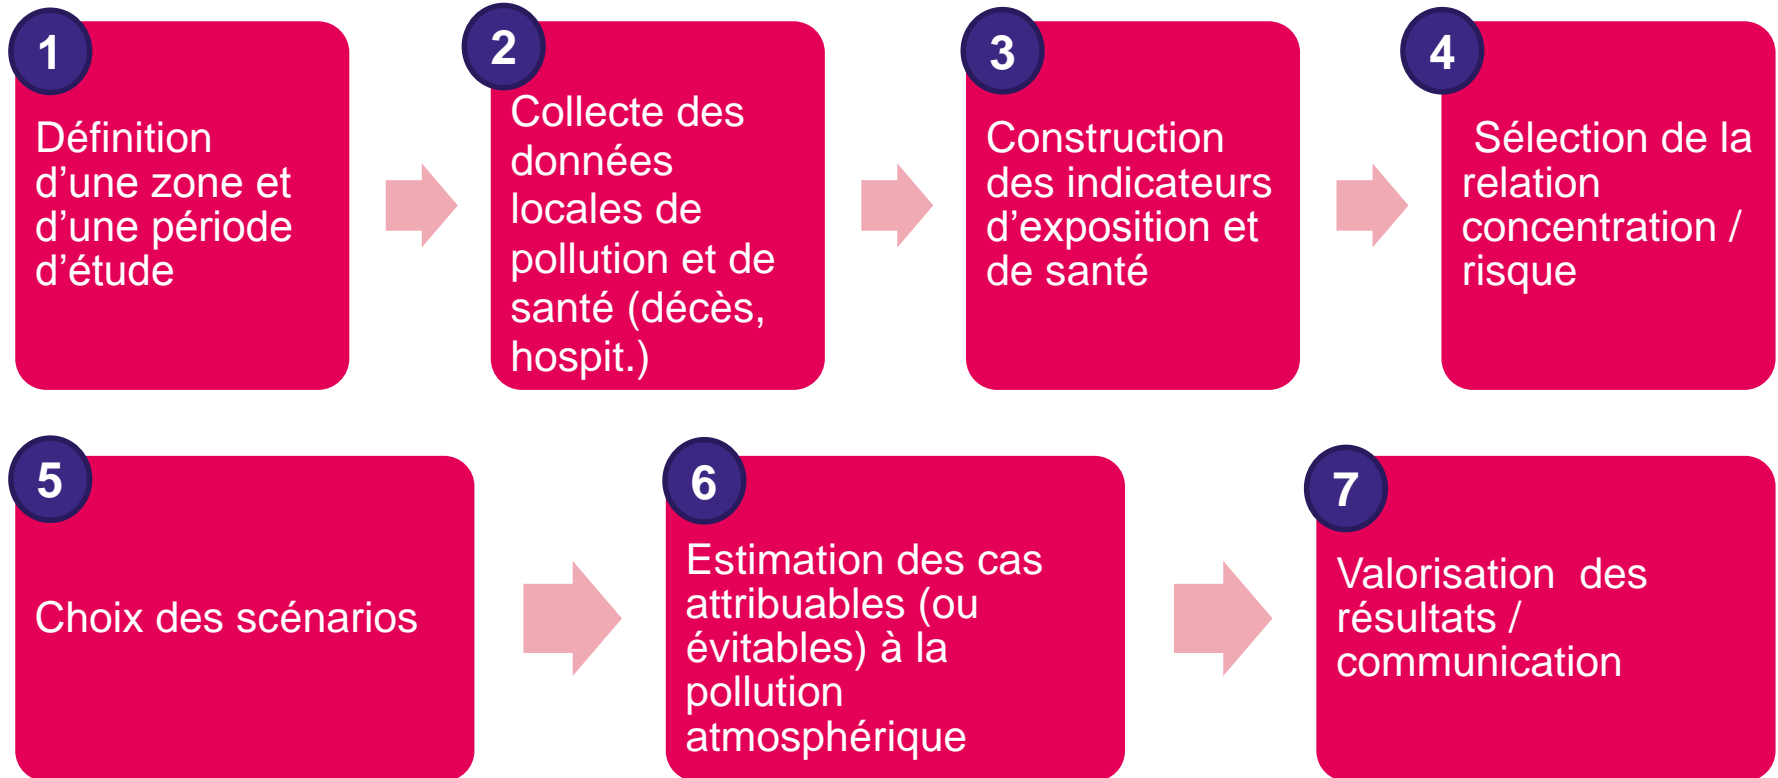 1
Définition
d’une zone et
d’une période
d’étude
2
Collecte des
données
locales de
pollution et de
santé (décès,
hospit.)
3
Construction
des indicateurs
d’exposition et
de santé
4
Sélection de la
relation
concentration /
risque
5
Choix des scénarios
6
Estimation des cas
attribuables (ou
évitables) à la
pollution
atmosphérique
7
Valorisation  des
résultats /
communication